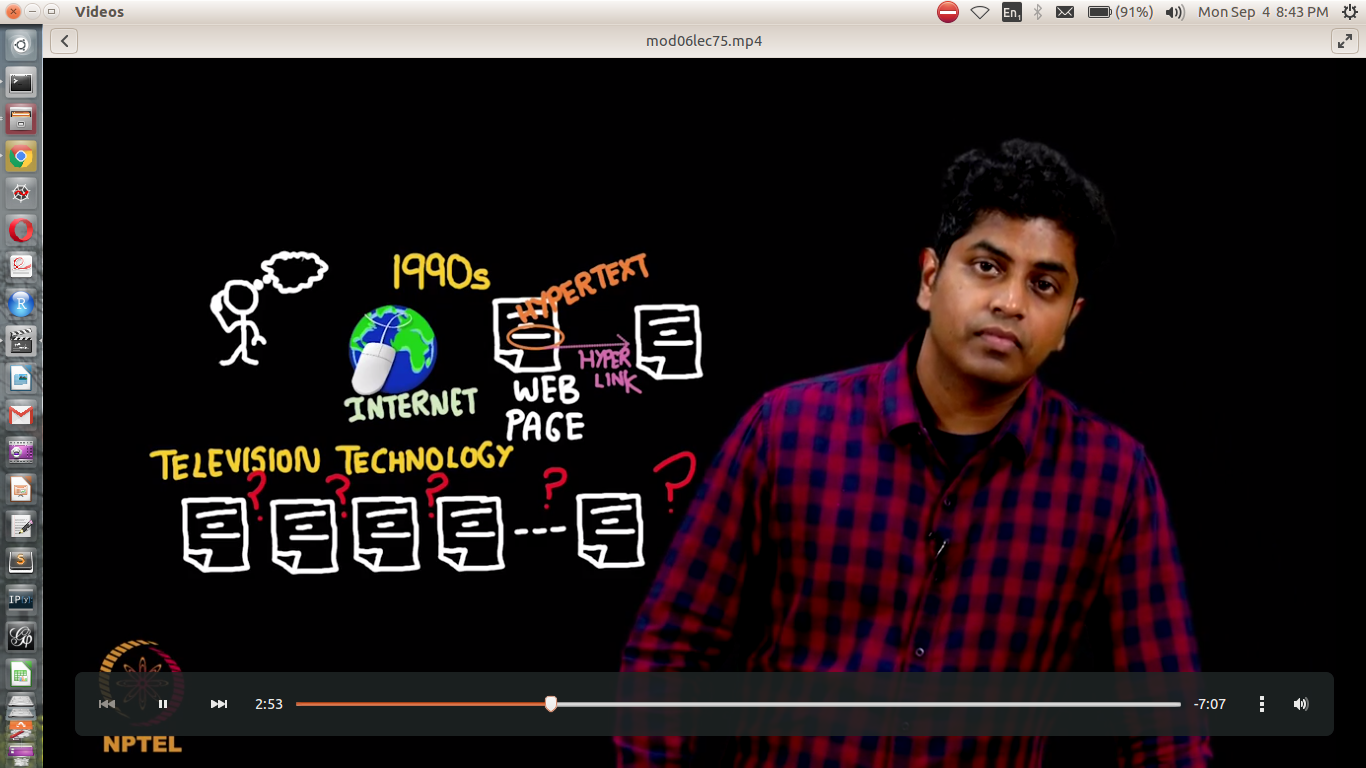 Videos
En1
(91%)
Mon Sep 4 8:43 PM
mod06lec75.mp4
1990s
HYPERTEXT
HYPER
LINK
INTERNET
WEB
PAGE
TELEVISION TECHNOLOGY
? ? ? ? ?
2:53
-7:07
NPTEL